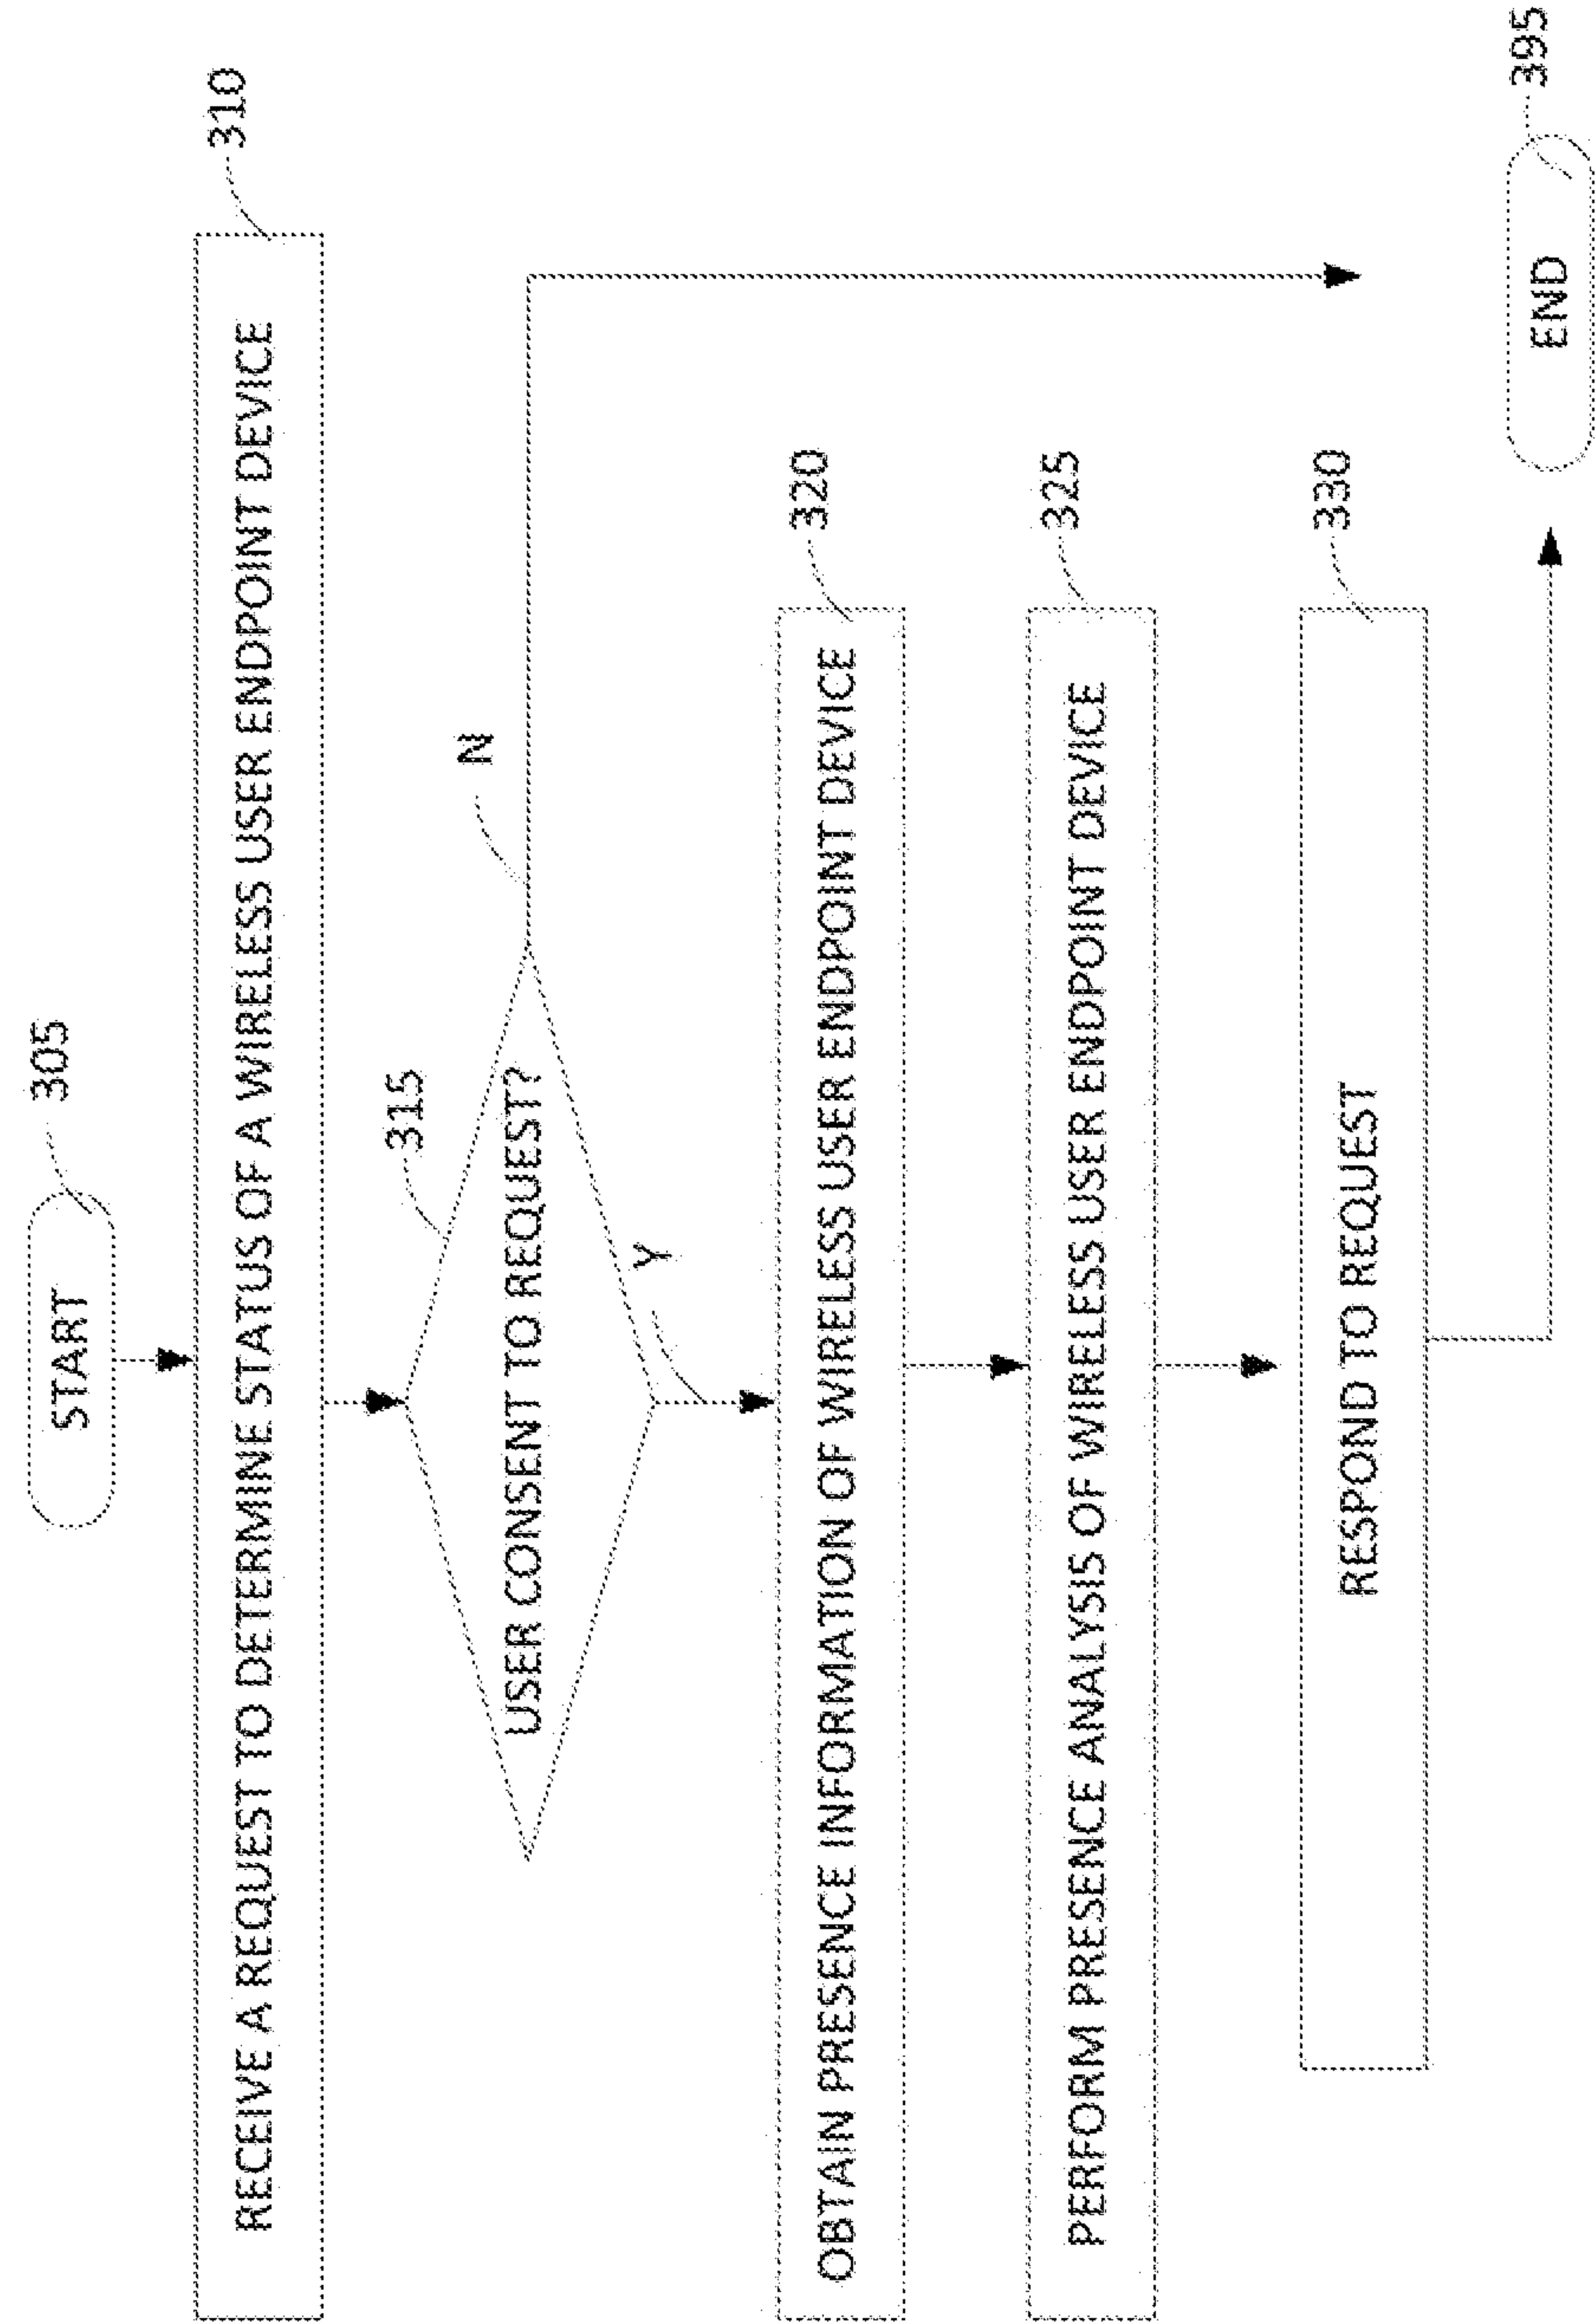 START
305
RECEIVE A REQUEST TO DETERMINE STATUS OF A WIRELESS USER ENDPOINT DEVICE
310
315
USER CONSENT TO REQUEST?
N
Y
OBTAIN PRESENCE INFORMATION OF WIRELESS USER ENDPOINT DEVICE
320
PERFORM PRESENCE ANALYSIS OF WIRELESS USER ENDPOINT DEVICE
325
RESPOND TO REQUEST
330
END
395